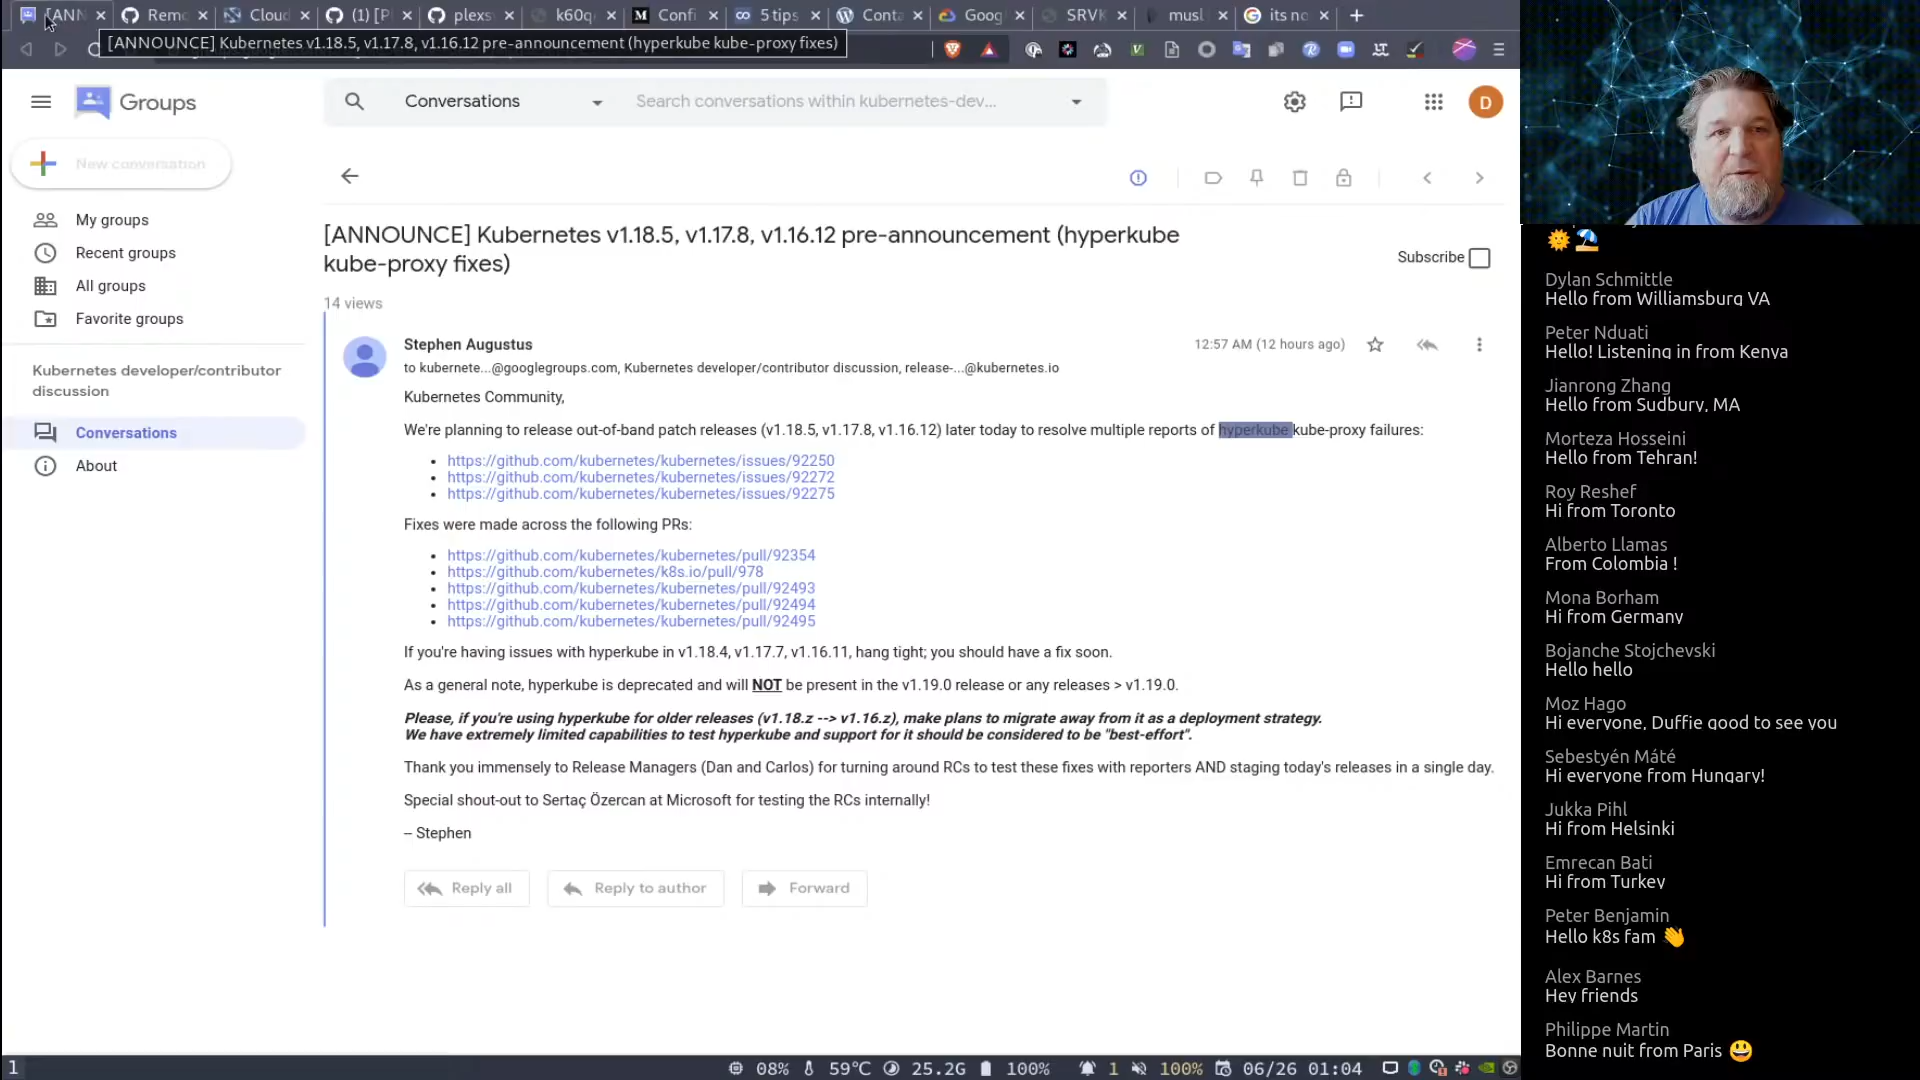 [ANN
Remo
Cloud
(1) [P
plexs
k60q
Confi
5 tips
Conta
Goog
SRVK
musl
its no
[ANNOUNCE] Kubernetes v1.18.5, v1.17.8, v1.16.12 pre-announcement (hyperkube kube-proxy fixes)
Groups
Conversations
Search conversations within kubernetes-dev...
D
New conversation
My groups
Recent groups
All groups
Favorite groups
Kubernetes developer/contributor
discussion
Conversations
About
[ANNOUNCE] Kubernetes v1.18.5, v1.17.8, v1.16.12 pre-announcement (hyperkube
kube-proxy fixes)
Subscribe
14 views
Stephen Augustus
12:57 AM (12 hours ago)
to kubernete...@googlegroups.com, Kubernetes developer/contributor discussion, release-...@kubernetes.io
Kubernetes Community,
We're planning to release out-of-band patch releases (v1.18.5, v1.17.8, v1.16.12) later today to resolve multiple reports of hyperkube kube-proxy failures:
• https://github.com/kubernetes/kubernetes/issues/92250
• https://github.com/kubernetes/kubernetes/issues/92272
• https://github.com/kubernetes/kubernetes/issues/92275
Fixes were made across the following PRs:
• https://github.com/kubernetes/kubernetes/pull/92354
• https://github.com/kubernetes/k8s.io/pull/978
• https://github.com/kubernetes/kubernetes/pull/92493
• https://github.com/kubernetes/kubernetes/pull/92494
• https://github.com/kubernetes/kubernetes/pull/92495
If you're having issues with hyperkube in v1.18.4, v1.17.7, v1.16.11, hang tight; you should have a fix soon.
As a general note, hyperkube is deprecated and will NOT be present in the v1.19.0 release or any releases > v1.19.0.
Please, if you're using hyperkube for older releases (v1.18.z --> v1.16.z), make plans to migrate away from it as a deployment strategy.
We have extremely limited capabilities to test hyperkube and support for it should be considered to be "best-effort".
Thank you immensely to Release Managers (Dan and Carlos) for turning around RCs to test these fixes with reporters AND staging today's releases in a single day.
Special shout-out to Sertaç Özercan at Microsoft for testing the RCs internally!
-- Stephen
Reply all
Reply to author
Forward
🌞 ⛱️
Dylan Schmittle
Hello from Williamsburg VA
Peter Nduati
Hello! Listening in from Kenya
Jianrong Zhang
Hello from Sudbury, MA
Morteza Hosseini
Hello from Tehran!
Roy Reshef
Hi from Toronto
Alberto Llamas
From Colombia !
Mona Borham
Hi from Germany
Bojanche Stojchevski
Hello hello
Moz Hago
Hi everyone, Duffie good to see you
Sebestyén Máté
Hi everyone from Hungary!
Jukka Pihl
Hi from Helsinki
Emrecan Bati
Hi from Turkey
Peter Benjamin
Hello k8s fam 👋
Alex Barnes
Hey friends
Philippe Martin
Bonne nuit from Paris 😃
1
08% 59°C 25.2G 100% 1 100% 06/26 01:04